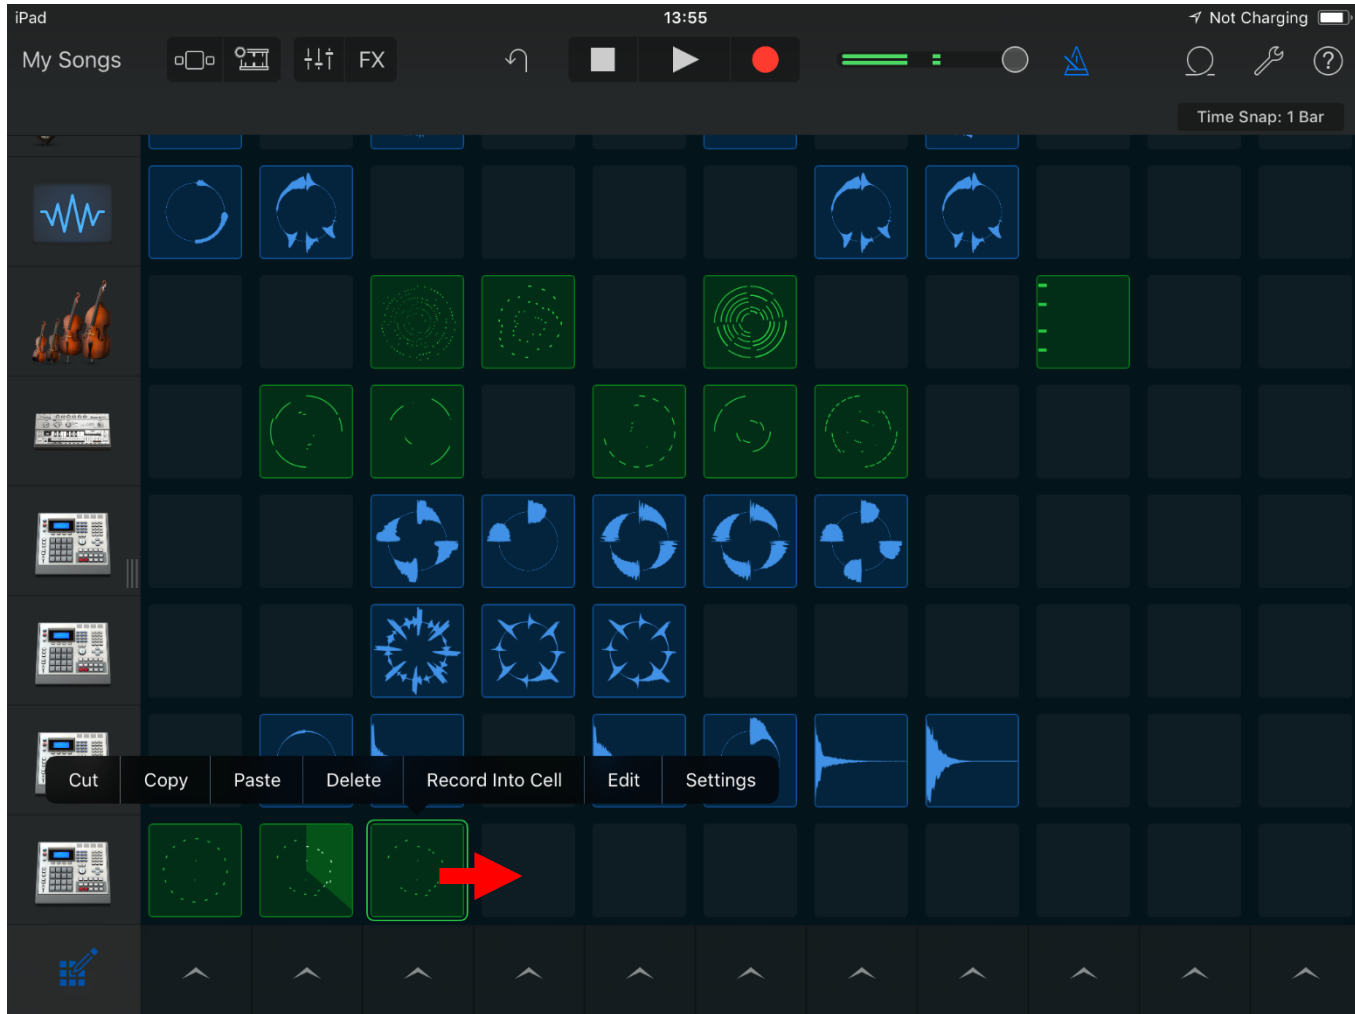 iPad 13:55 Not Charging
My Songs FX ?
Time Snap: 1 Bar
Cut Copy Paste Delete Record Into Cell Edit Settings